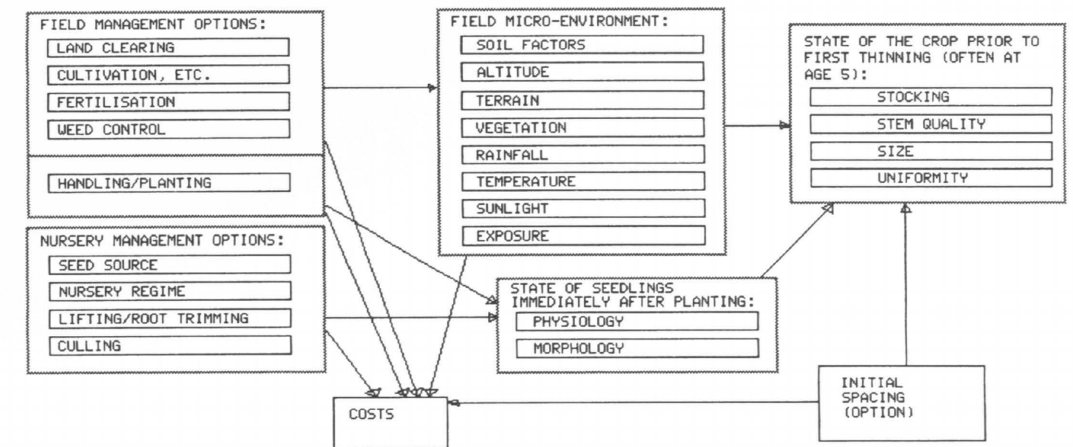 FIELD MANAGEMENT OPTIONS:
LAND CLEARING
CULTIVATION, ETC.
FERTILISATION
WEED CONTROL
HANDLING/PLANTING
NURSERY MANAGEMENT OPTIONS:
SEED SOURCE
NURSERY REGIME
LIFTING/ROOT TRIMMING
CULLING
FIELD MICRO-ENVIRONMENT:
SOIL FACTORS
ALTITUDE
TERRAIN
VEGETATION
RAINFALL
TEMPERATURE
SUNLIGHT
EXPOSURE
STATE OF SEEDLINGS
IMMEDIATELY AFTER PLANTING:
PHYSIOLOGY
MORPHOLOGY
COSTS
STATE OF THE CROP PRIOR TO
FIRST THINNING (OFTEN AT
AGE 5):
STOCKING
STEM QUALITY
SIZE
UNIFORMITY
INITIAL
SPACING
(OPTION)